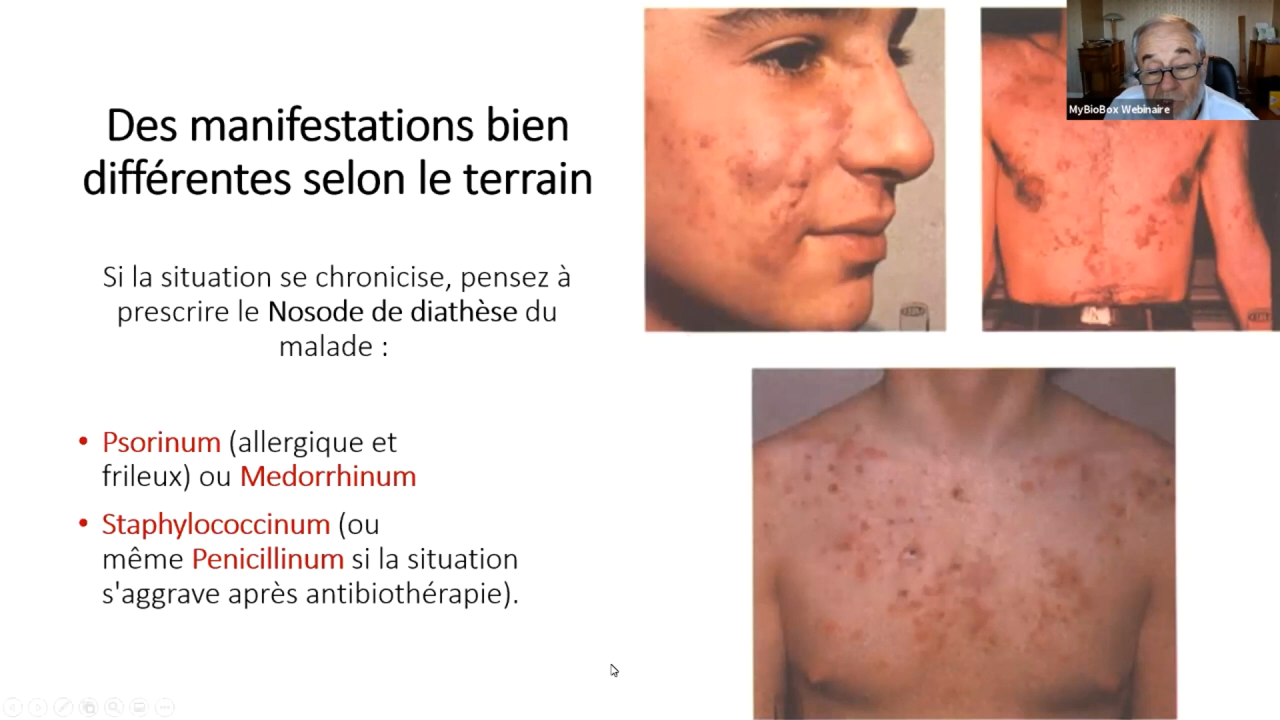 Des manifestations bien
différentes selon le terrain
Si la situation se chronicise, pensez à
prescrire le Nosode de diathèse du
malade :
• Psorinum (allergique et
frileux) ou Medorrhinum
• Staphylococcinum (ou
même Penicillinum si la situation
s'aggrave après antibiothérapie).
MyBioBox Webinaire